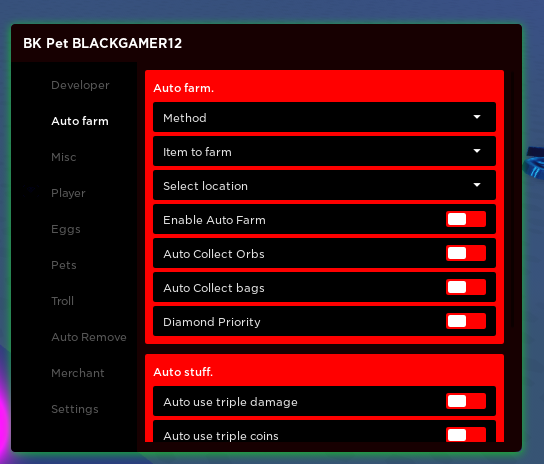 BK Pet BLACKGAMER12
Developer
Auto farm
Misc
Player
Eggs
Pets
Troll
Auto Remove
Merchant
Settings
Auto farm.
Method
Item to farm
Select location
Enable Auto Farm
Auto Collect Orbs
Auto Collect bags
Diamond Priority
Auto stuff.
Auto use triple damage
Auto use triple coins